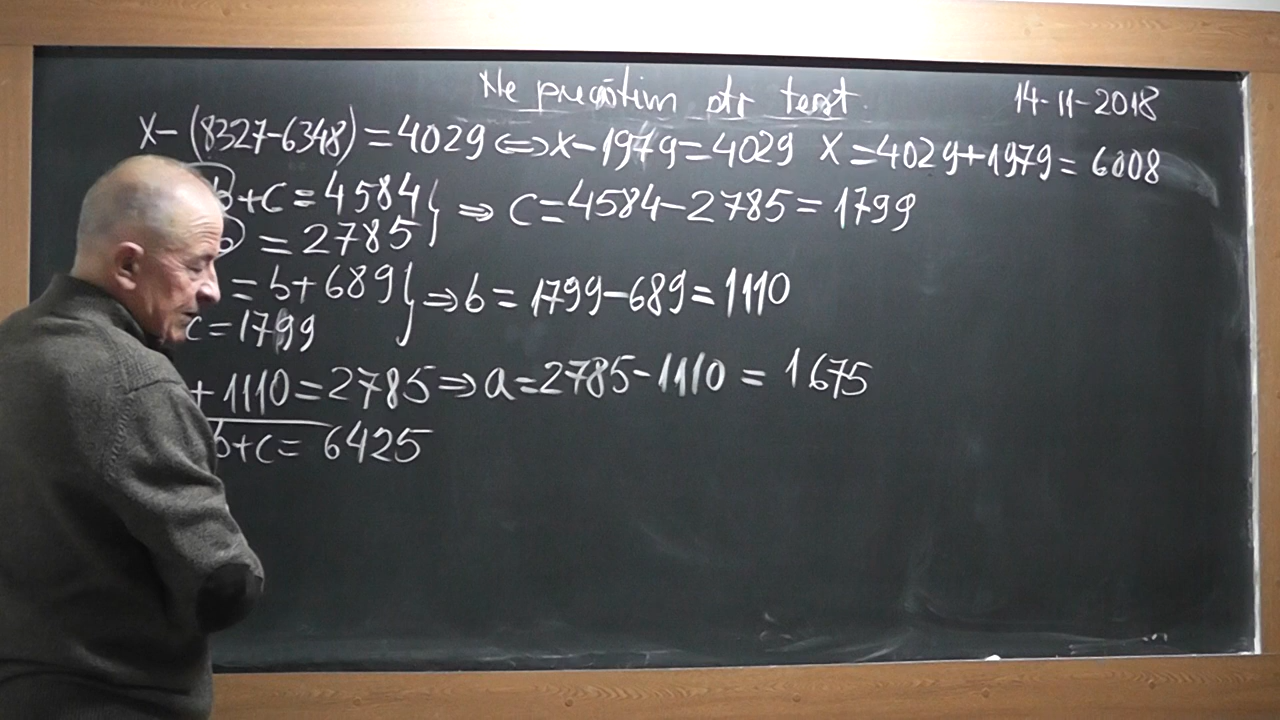 Ne pregătim ptr test 14-11-2018
x-(8327-6348)=4029⇔x-1979=4029 x=4029+1979=6008
b+c=4584} ⇒ c=4584-2785=1799
b =2785
=b+689} ⇒ b=1799-689=1110
c=1799
+1110=2785⇒a=2785-1110=1675
b+c=6425